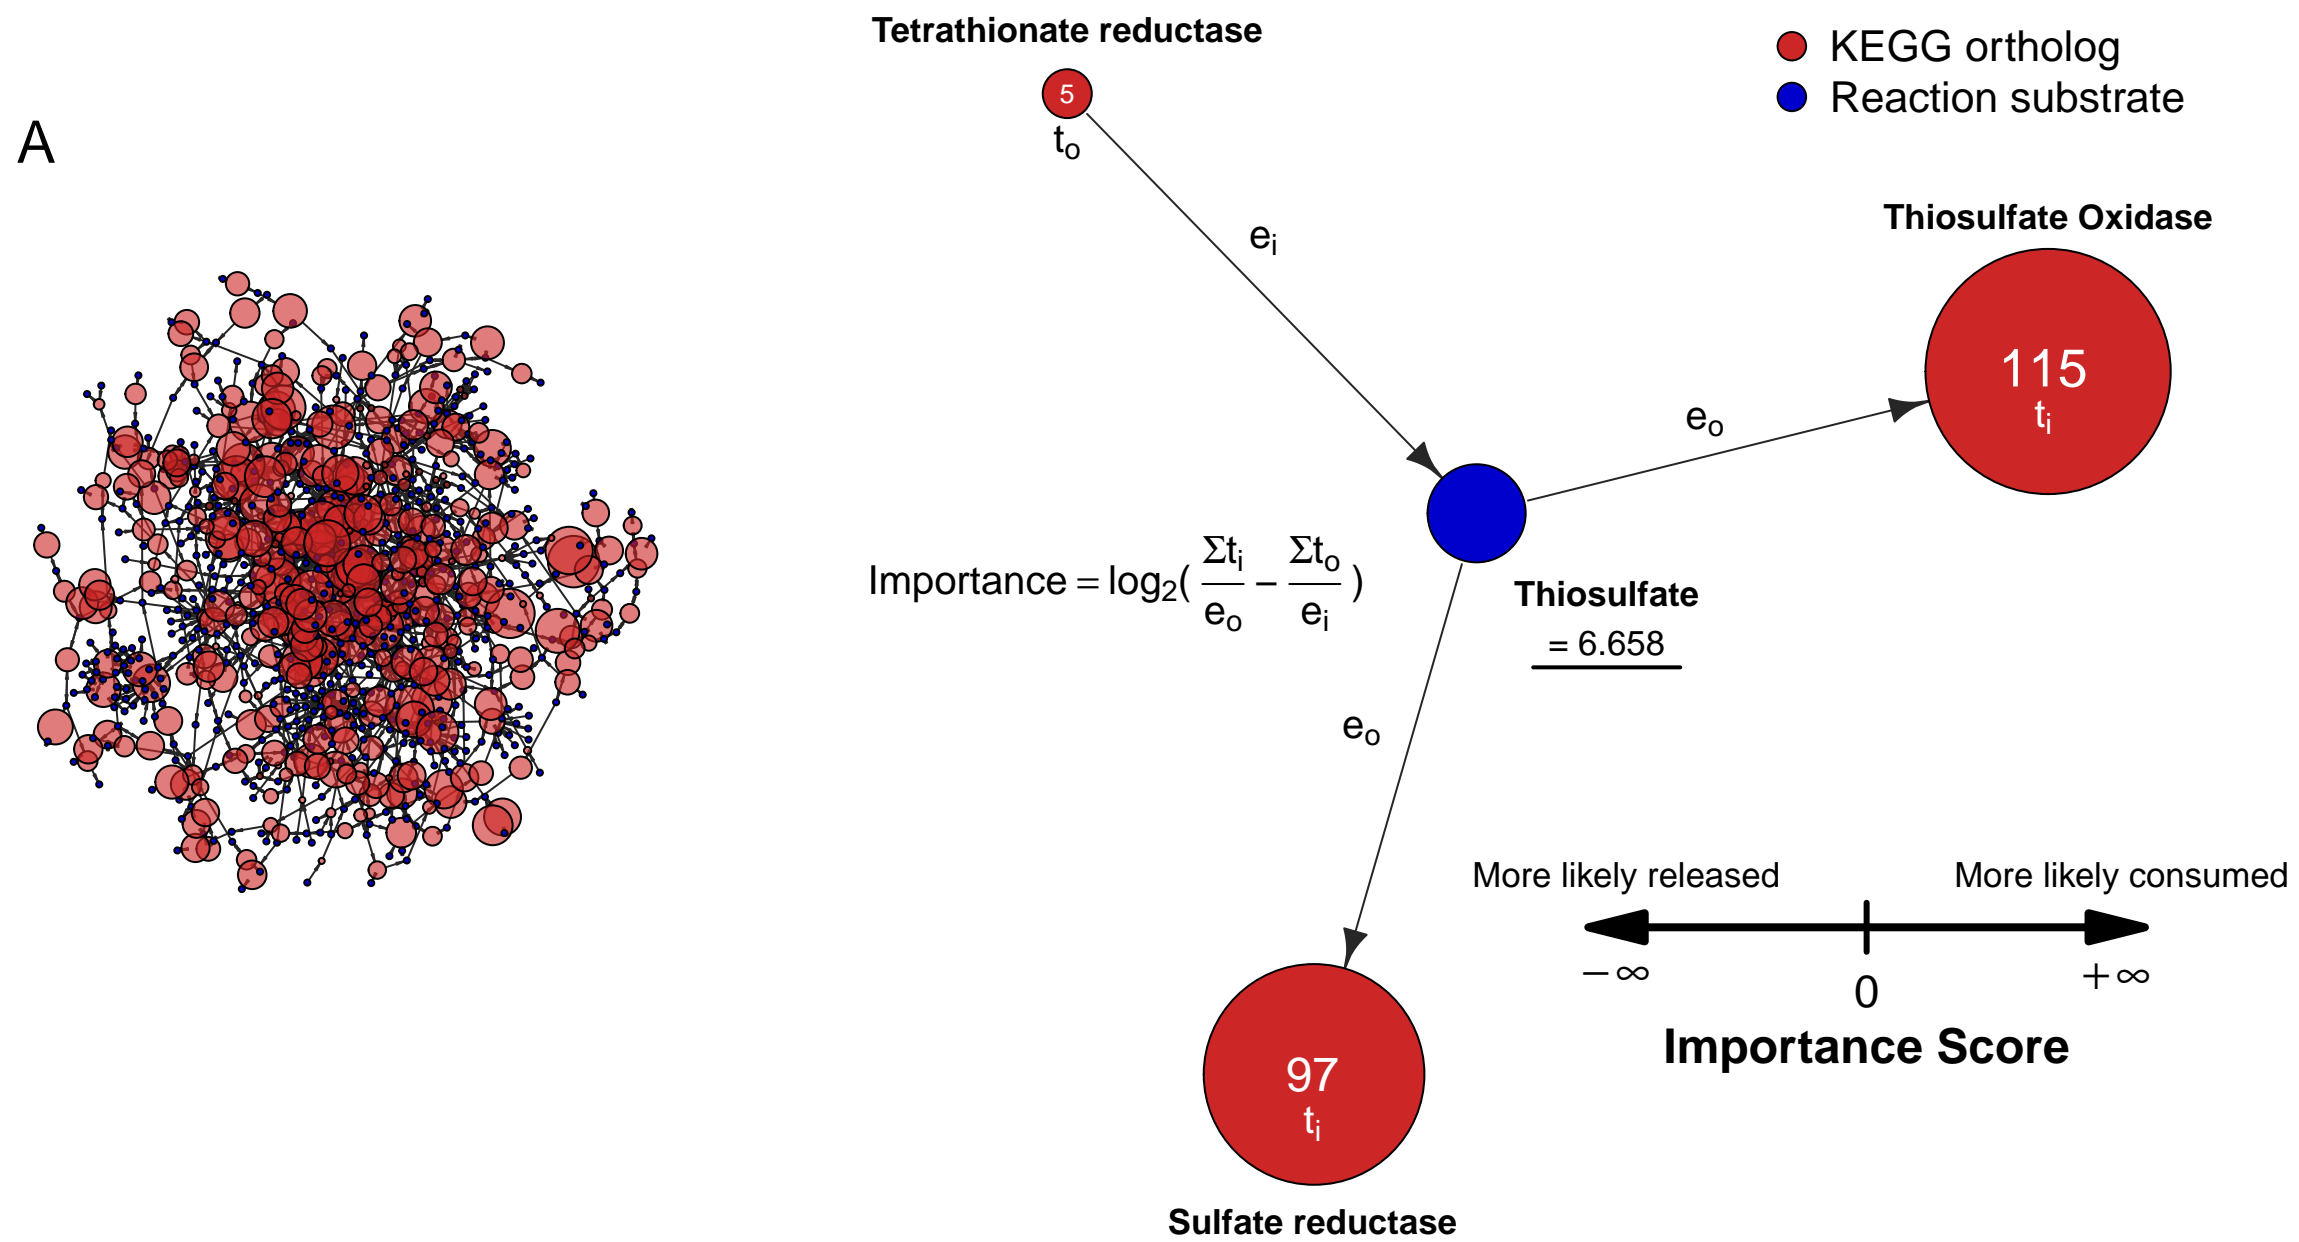 A
Tetrathionate reductase
5
tₒ
KEGG ortholog
Reaction substrate
Thiosulfate Oxidase
115
tᵢ
eᵢ
eₒ
Importance = log₂( Σtᵢ/eₒ − Σtₒ/eᵢ )
Thiosulfate
= 6.658
eₒ
97
tᵢ
Sulfate reductase
More likely released
More likely consumed
−∞
0
+∞
Importance Score